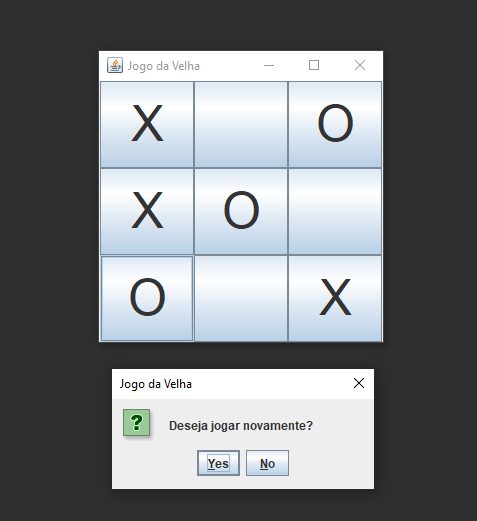 Jogo da Velha
X O
X O
O X
Jogo da Velha
? Deseja jogar novamente?
Yes No